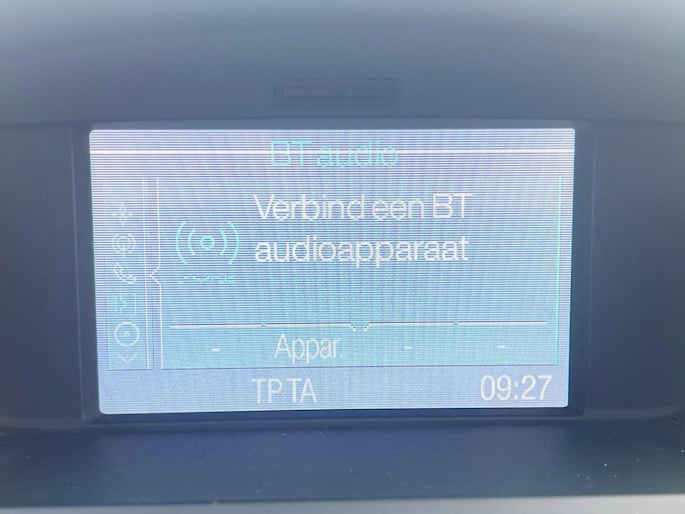 BT audio
Verbind een BT
audioapparaat
- Appar. - -
TP TA 09:27